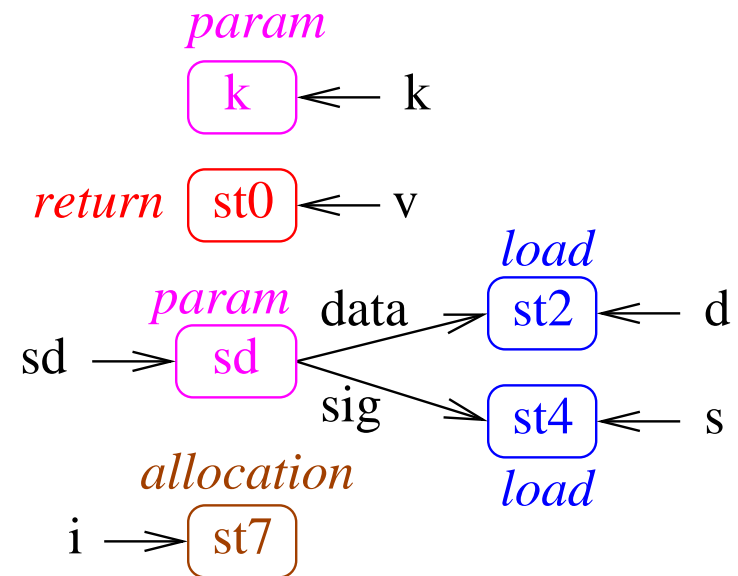 param
k k
return st0 v
load
param data st2 d
sd sd
sig st4 s
allocation load
i st7